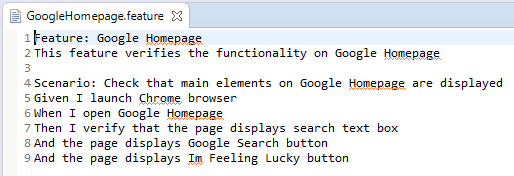 GoogleHomepage.feature
1 Feature: Google Homepage
2 This feature verifies the functionality on Google Homepage
3
4 Scenario: Check that main elements on Google Homepage are displayed
5 Given I launch Chrome browser
6 When I open Google Homepage
7 Then I verify that the page displays search text box
8 And the page displays Google Search button
9 And the page displays Im Feeling Lucky button